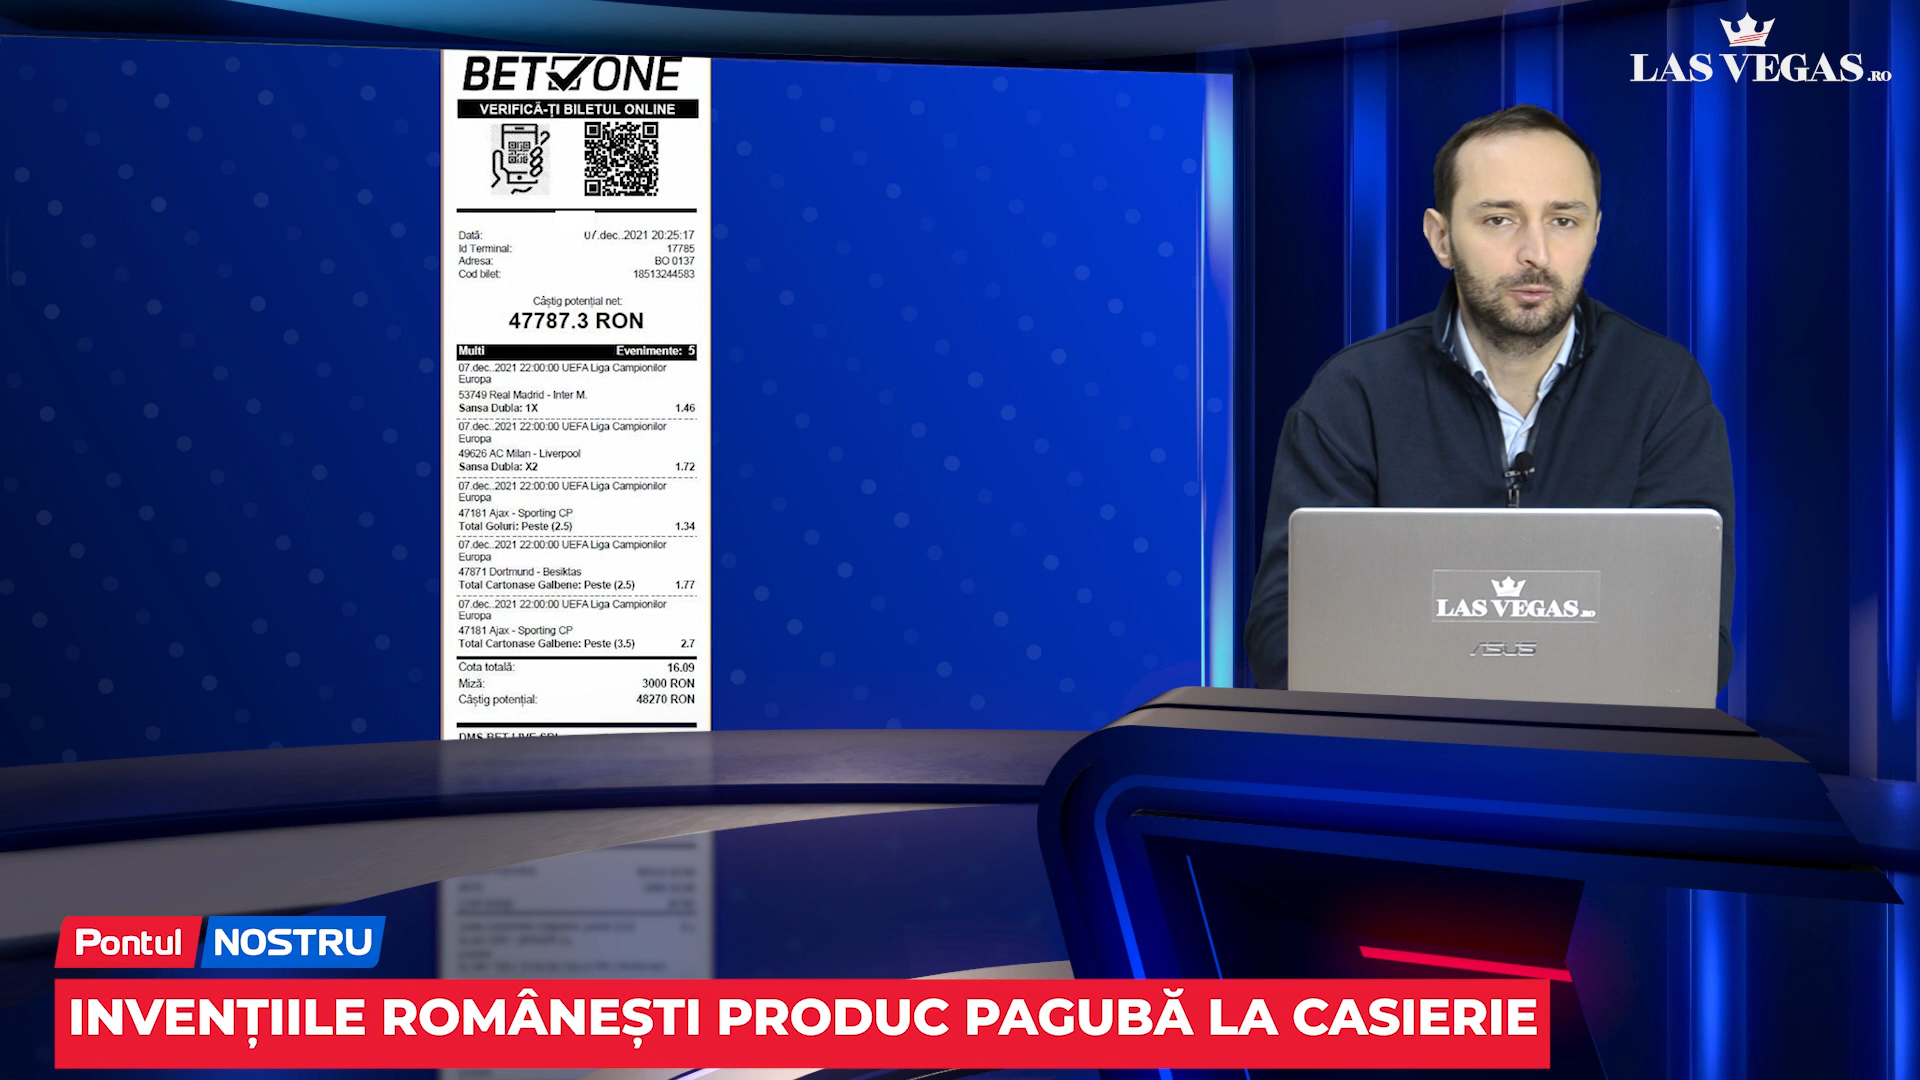 LAS VEGAS.RO
BET ONE
VERIFICĂ-ȚI BILETUL ONLINE
Dată: 07.dec..2021 20:25:17
Id Terminal: 17785
Adresa: BO 0137
Cod bilet: 18513244583
Câștig potențial net:
47787.3 RON
Multi Evenimente: 5
07.dec..2021 22:00:00 UEFA Liga Campionilor
Europa
53749 Real Madrid - Inter M.
Sansa Dubla: 1X 1.46
07.dec..2021 22:00:00 UEFA Liga Campionilor
Europa
49626 AC Milan - Liverpool
Sansa Dubla: X2 1.72
07.dec..2021 22:00:00 UEFA Liga Campionilor
Europa
47181 Ajax - Sporting CP
Total Goluri: Peste (2.5) 1.34
07.dec..2021 22:00:00 UEFA Liga Campionilor
Europa
47871 Dortmund - Besiktas
Total Cartonase Galbene: Peste (2.5) 1.77
07.dec..2021 22:00:00 UEFA Liga Campionilor
Europa
47181 Ajax - Sporting CP
Total Cartonase Galbene: Peste (3.5) 2.7
Cota totală: 16.09
Miză: 3000 RON
Câștig potențial: 48270 RON
LAS VEGAS.RO
ASUS
Pontul NOSTRU
INVENȚIILE ROMÂNEȘTI PRODUC PAGUBĂ LA CASIERIE